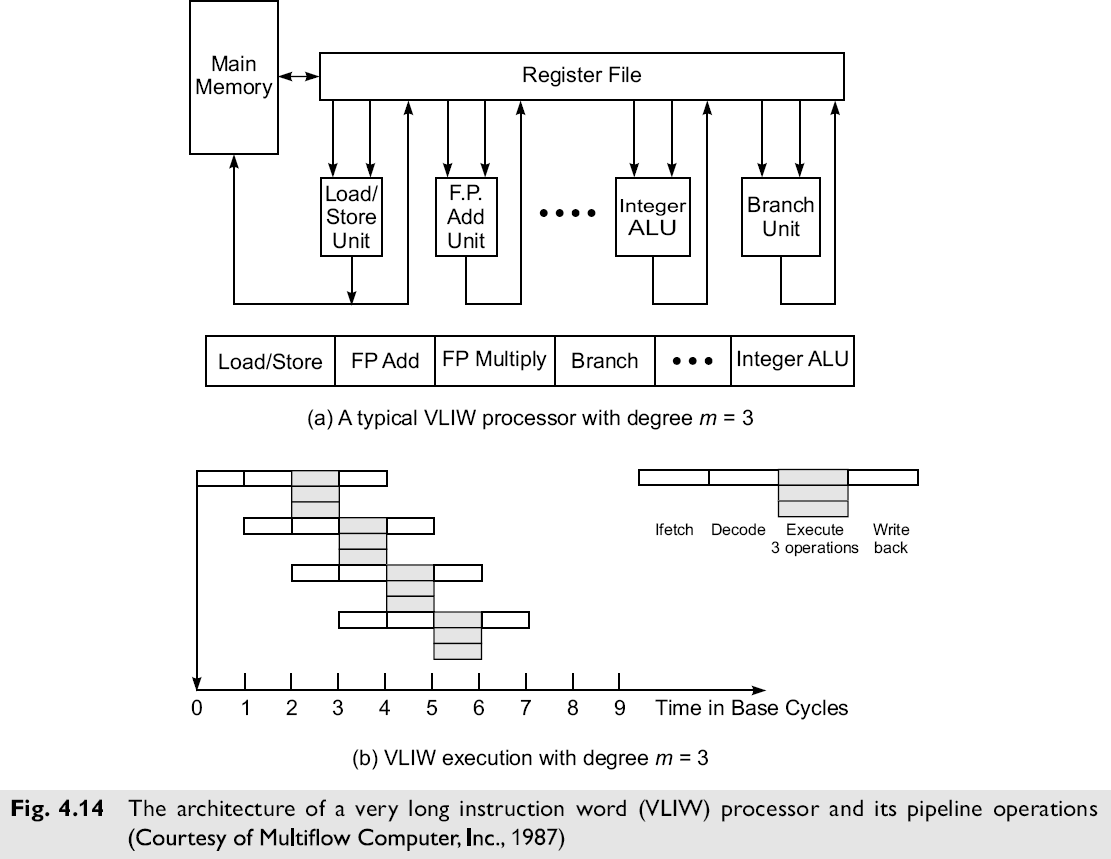 Main
Memory
Register File
Load/
Store
Unit
F.P.
Add
Unit
Integer
ALU
Branch
Unit
Load/Store FP Add FP Multiply Branch ••• Integer ALU
(a) A typical VLIW processor with degree m = 3
Ifetch Decode Execute Write
3 operations back
0 1 2 3 4 5 6 7 8 9 Time in Base Cycles
(b) VLIW execution with degree m = 3
Fig. 4.14 The architecture of a very long instruction word (VLIW) processor and its pipeline operations
(Courtesy of Multiflow Computer, Inc., 1987)